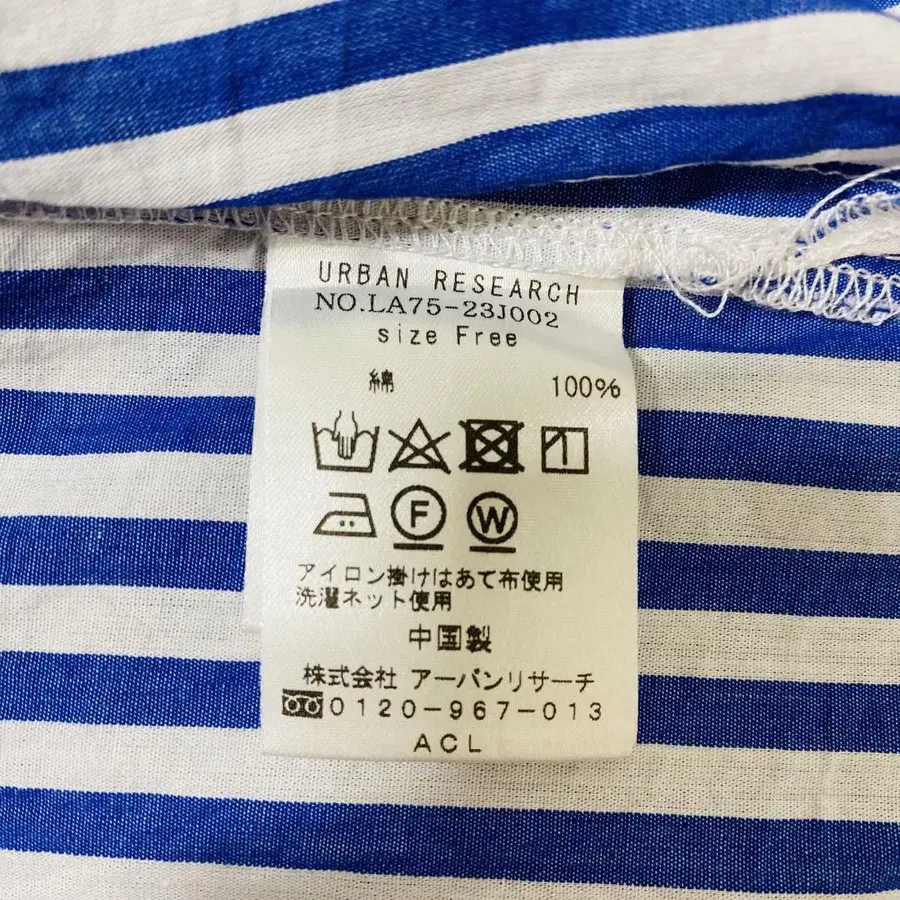 URBAN RESEARCH
NO.LA75-23J002
size Free
綿 100%
F W
アイロン掛けはあて布使用
洗濯ネット使用
中国製
株式会社 アーバンリサーチ
0120-967-013
ACL